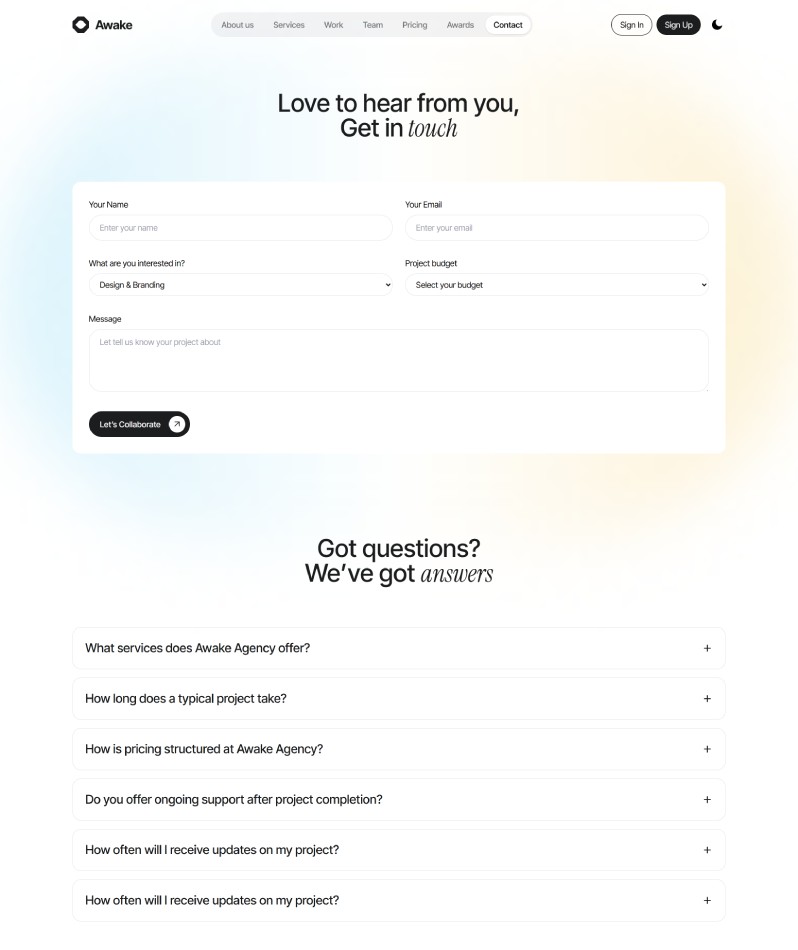 Awake
About us Services Work Team Pricing Awards Contact
Sign In Sign Up
Love to hear from you,
Get in touch
Your Name Your Email
Enter your name Enter your email
What are you interested in? Project budget
Design & Branding Select your budget
Message
Let tell us know your project about
Let's Collaborate
Got questions?
We've got answers
What services does Awake Agency offer? +
How long does a typical project take? +
How is pricing structured at Awake Agency? +
Do you offer ongoing support after project completion? +
How often will I receive updates on my project? +
How often will I receive updates on my project? +